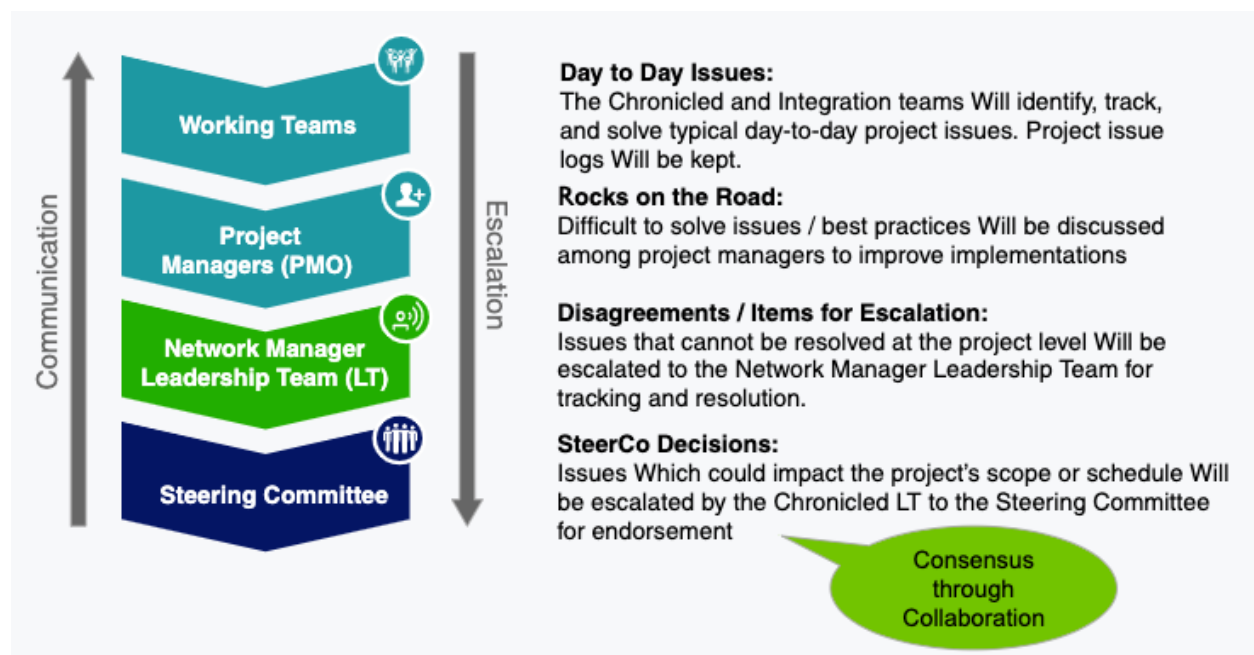 Communication
Working Teams
Project
Managers (PMO)
Network Manager
Leadership Team (LT)
Steering Committee
Escalation
Day to Day Issues:
The Chronicled and Integration teams Will identify, track,
and solve typical day-to-day project issues. Project issue
logs Will be kept.
Rocks on the Road:
Difficult to solve issues / best practices Will be discussed
among project managers to improve implementations
Disagreements / Items for Escalation:
Issues that cannot be resolved at the project level Will be
escalated to the Network Manager Leadership Team for
tracking and resolution.
SteerCo Decisions:
Issues Which could impact the project's scope or schedule Will
be escalated by the Chronicled LT to the Steering Committee
for endorsement
Consensus
through
Collaboration